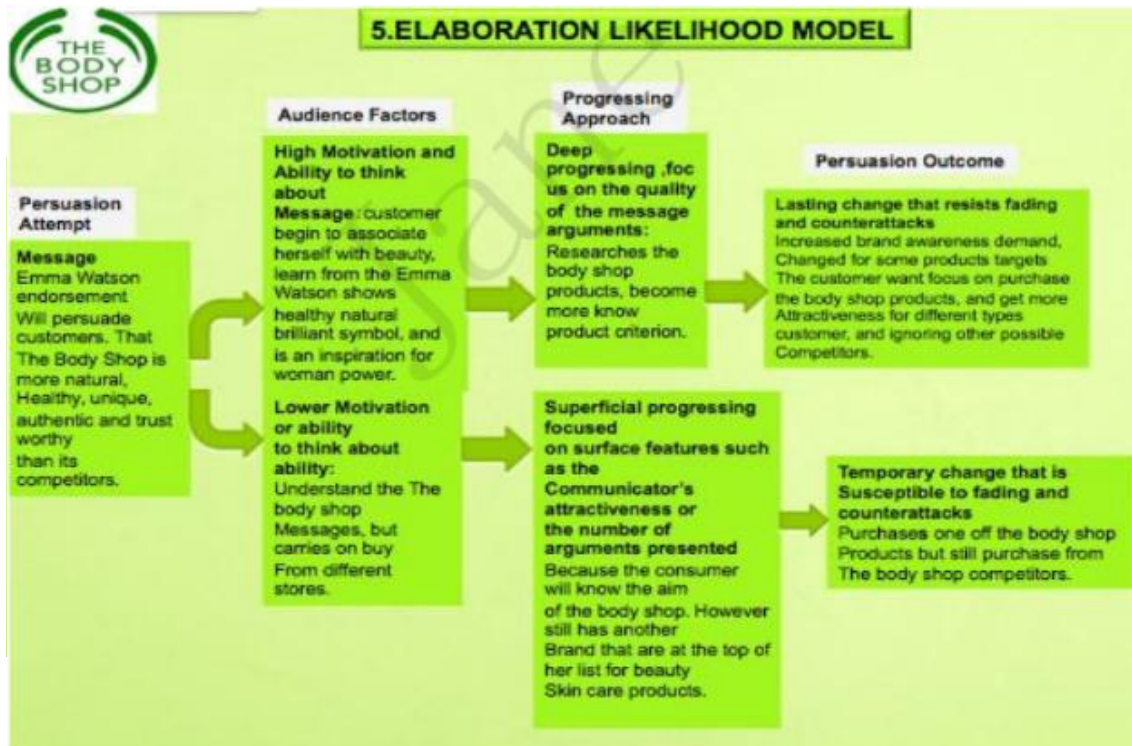 THE
BODY
SHOP
5.ELABORATION LIKELIHOOD MODEL
Persuasion
Attempt
Message
Emma Watson
endorsement
Will persuade
customers. That
The Body Shop is
more natural,
Healthy, unique,
authentic and trust
worthy
than its
competitors.
Audience Factors
High Motivation and
Ability to think
about
Message: customer
begin to associate
herself with beauty,
learn from the Emma
Watson shows
healthy natural
brilliant symbol, and
is an inspiration for
woman power.
Lower Motivation
or ability
to think about
ability:
Understand the The
body shop
Messages, but
carries on buy
From different
stores.
Progressing
Approach
Deep
progressing ,foc
us on the quality
of the message
arguments:
Researches the
body shop
products, become
more know
product criterion.
Superficial progressing
focused
on surface features such
as the
Communicator's
attractiveness or
the number of
arguments presented
Because the consumer
will know the aim
of the body shop. However
still has another
Brand that are at the top of
her list for beauty
Skin care products.
Persuasion Outcome
Lasting change that resists fading
and counterattacks
Increased brand awareness demand,
Changed for some products targets
The customer want focus on purchase
the body shop products, and get more
Attractiveness for different types
customer, and ignoring other possible
Competitors.
Temporary change that is
Susceptible to fading and
counterattacks
Purchases one off the body shop
Products but still purchase from
The body shop competitors.
Jane